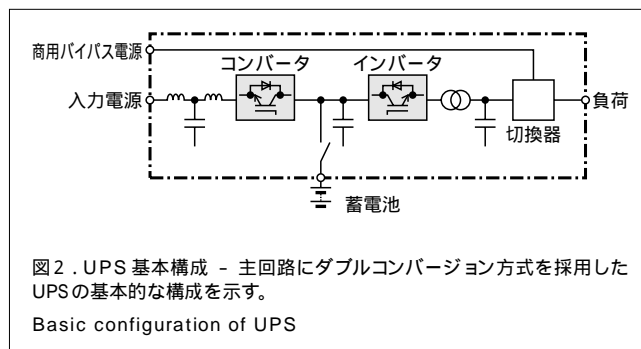 商用バイパス電源
コンバータ
インバータ
入力電源
負荷
切換器
蓄電池
図2．UPS基本構成 － 主回路にダブルコンバージョン方式を採用した
UPSの基本的な構成を示す。
Basic configuration of UPS